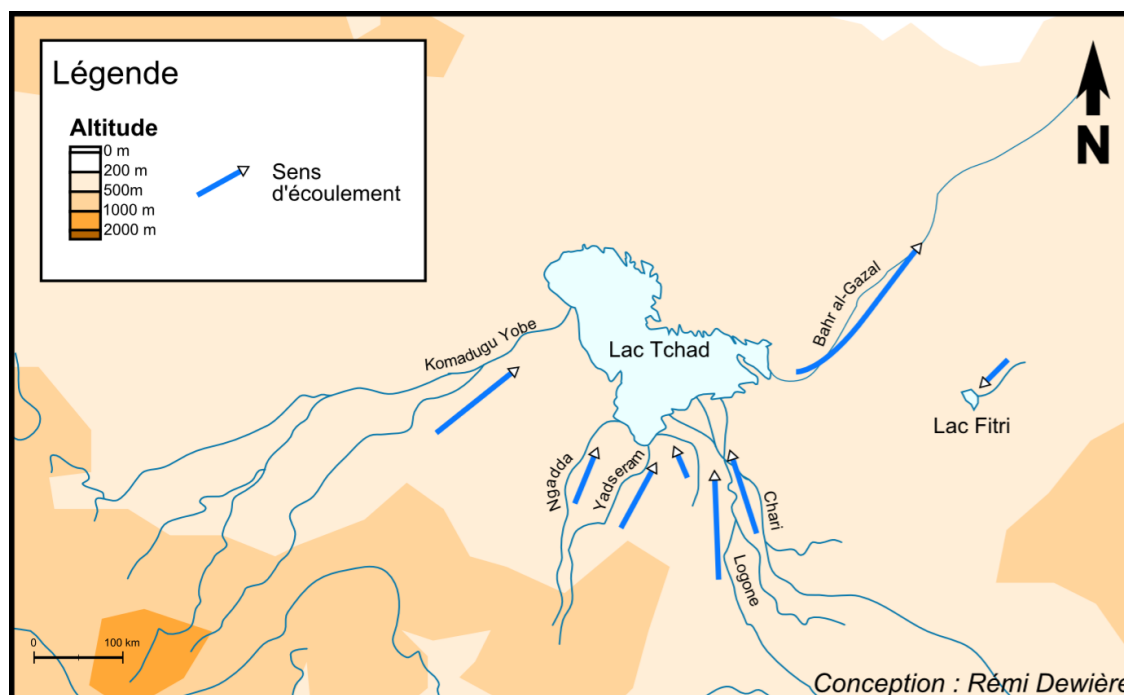 Légende
Altitude
0 m
200 m
500m
1000 m
2000 m
Sens
d'écoulement
N
Bahr al-Gazal
Komadugu Yobe
Lac Tchad
Lac Fitri
Ngadda
Yadseram
Chari
Logone
0
100 km
Conception : Rémi Dewière